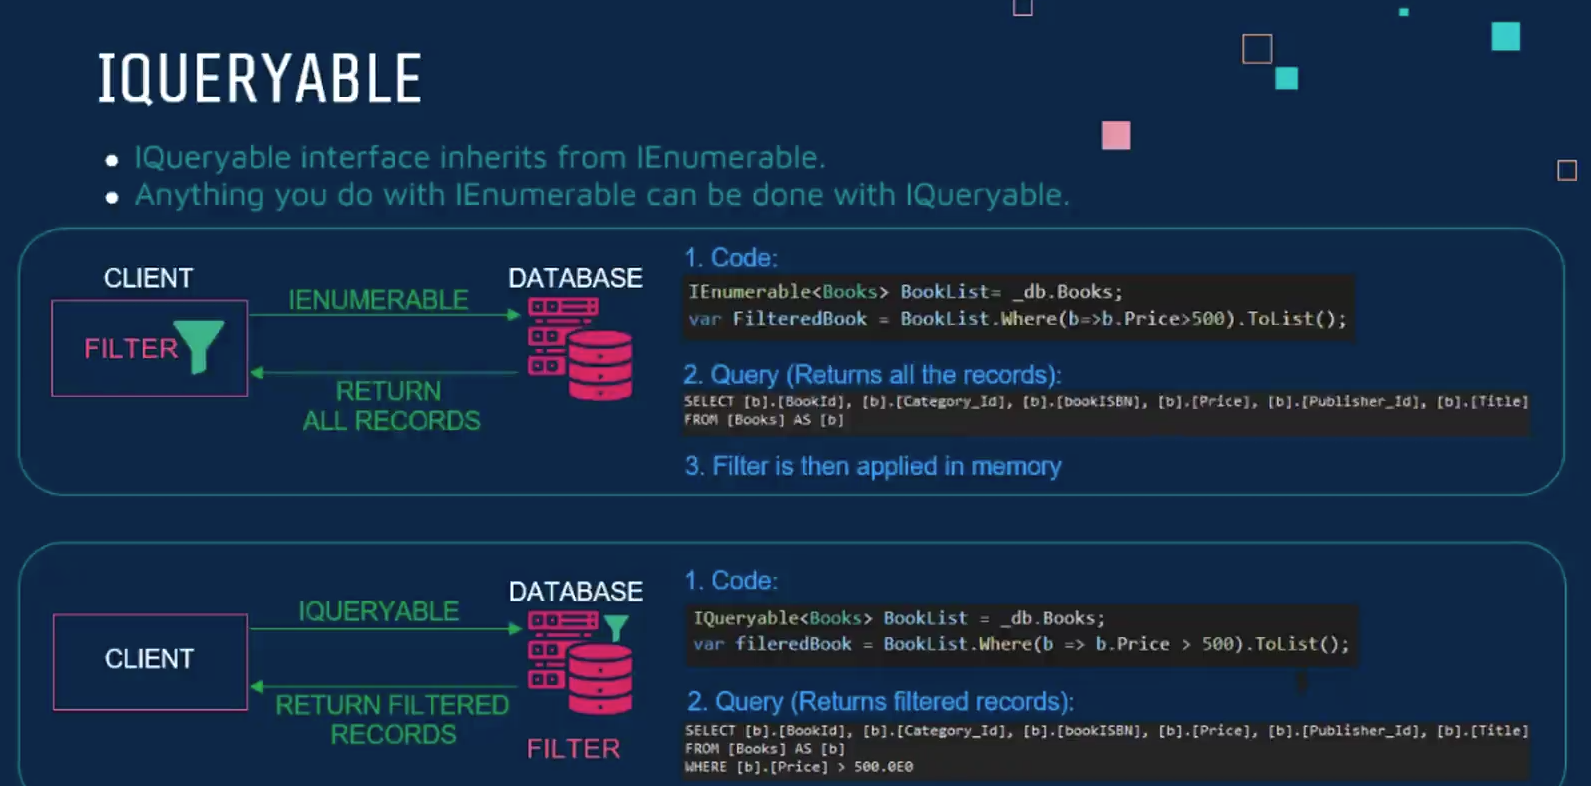 IQUERYABLE
IQueryable interface inherits from IEnumerable.
Anything you do with IEnumerable can be done with IQueryable.
CLIENT
FILTER
IENUMERABLE
RETURN
ALL RECORDS
DATABASE
1. Code:
IEnumerable<Books> BookList= _db.Books;
var FilteredBook = BookList.Where(b=>b.Price>500).ToList();
2. Query (Returns all the records):
SELECT [b].[BookId], [b].[Category_Id], [b].[bookISBN], [b].[Price], [b].[Publisher_Id], [b].[Title]
FROM [Books] AS [b]
3. Filter is then applied in memory
CLIENT
IQUERYABLE
RETURN FILTERED
RECORDS
DATABASE
FILTER
1. Code:
IQueryable<Books> BookList = _db.Books;
var fileredBook = BookList.Where(b => b.Price > 500).ToList();
2. Query (Returns filtered records):
SELECT [b].[BookId], [b].[Category_Id], [b].[bookISBN], [b].[Price], [b].[Publisher_Id], [b].[Title]
FROM [Books] AS [b]
WHERE [b].[Price] > 500.0E0